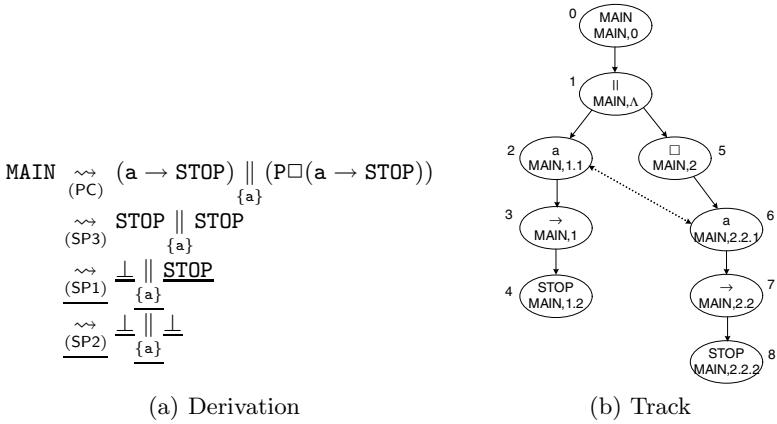 MAIN ⇝ (PC) (a → STOP) ∥ {a} (P□(a → STOP))
⇝ (SP3) STOP ∥ {a} STOP
⇝ (SP1) ⊥ ∥ {a} STOP
⇝ (SP2) ⊥ ∥ {a} ⊥
(a) Derivation
0
MAIN
MAIN,0
1
||
MAIN,Λ
2
a
MAIN,1.1
□
MAIN,2
5
3
→
MAIN,1
a
MAIN,2.2.1
6
4
STOP
MAIN,1.2
→
MAIN,2.2
7
STOP
MAIN,2.2.2
8
(b) Track